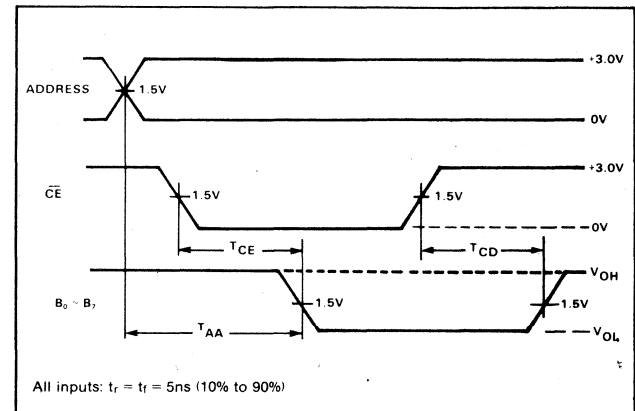 +3.0V
ADDRESS
1.5V
0V
+3.0V
CE
1.5V
1.5V
0V
TCE
TCD
VOH
B0 ~ B7
1.5V
1.5V
TAA
VOL
All inputs: tr = tf = 5ns (10% to 90%)